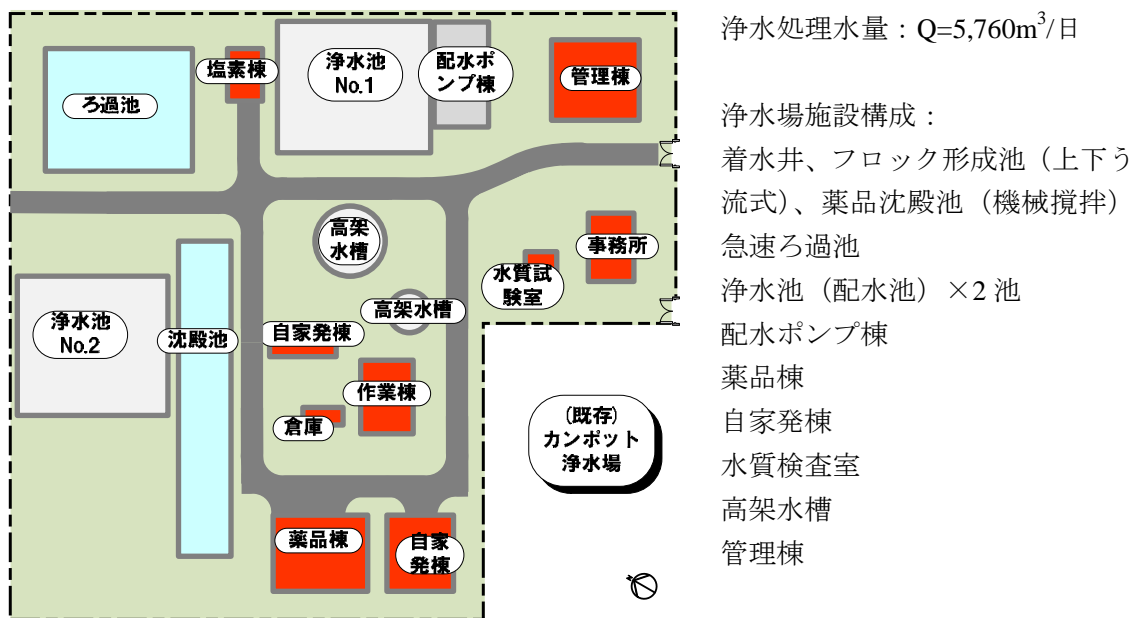 塩素棟
浄水池
No.1
配水ポ
ンプ棟
管理棟
ろ過池
高架
水槽
事務所
水質試
験室
高架水槽
浄水池
No.2
沈殿池
自家発棟
作業棟
倉庫
(既存)
カンポット
浄水場
薬品棟
自家
発棟
浄水処理水量：Q=5,760m³/日
浄水場施設構成：
着水井、フロック形成池（上下う
流式）、薬品沈殿池（機械撹拌）
急速ろ過池
浄水池（配水池）×2 池
配水ポンプ棟
薬品棟
自家発棟
水質検査室
高架水槽
管理棟